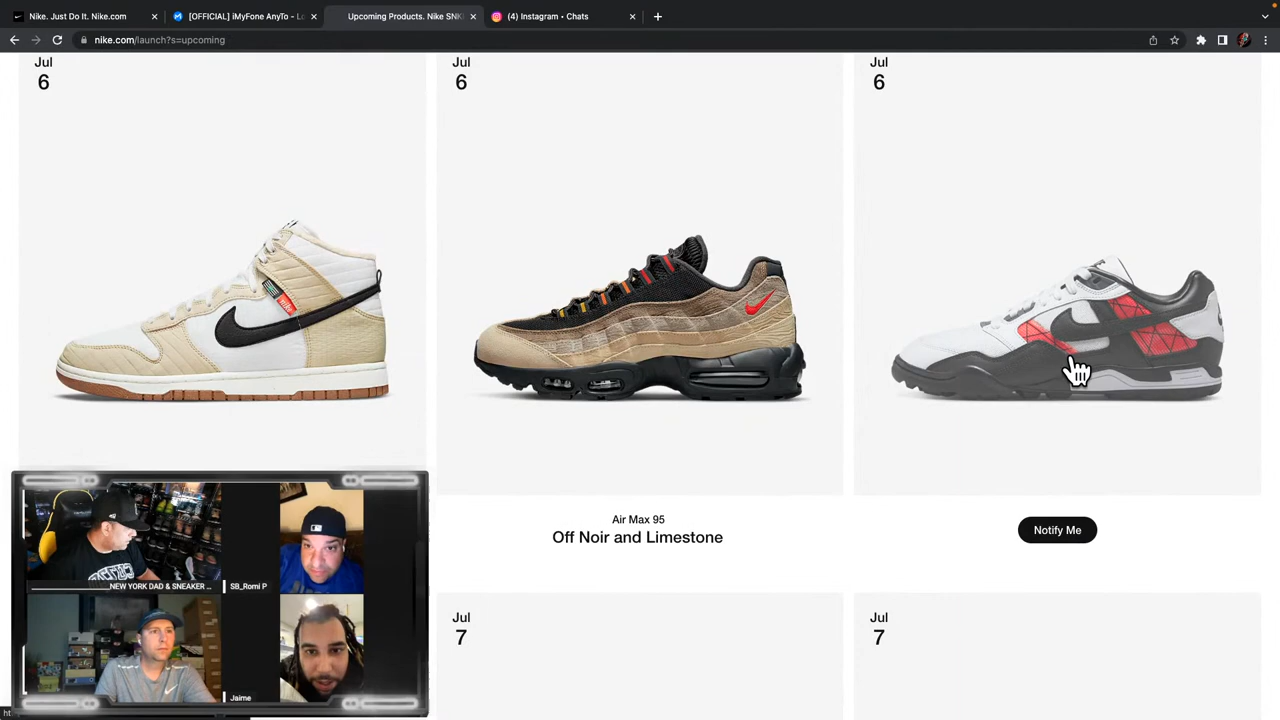 Nike. Just Do It. Nike.com
[OFFICIAL] iMyFone AnyTo - Lo
Upcoming Products. Nike SNK
(4) Instagram • Chats
nike.com/launch?s=upcoming
Jul
6
Jul
6
Jul
6
Air Max 95
Off Noir and Limestone
Notify Me
Jul
7
Jul
7
NEW YORK DAD & SNEAKER ...
SB_Romi P
Jaime